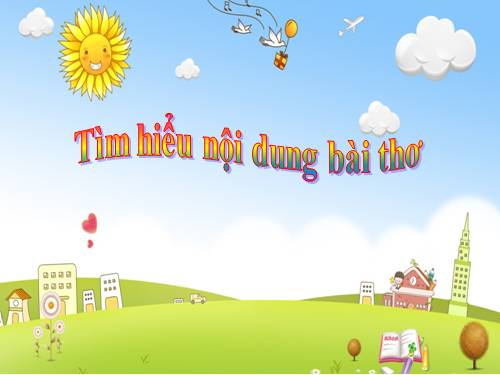 Tìm hiểu nội dung bài thơ